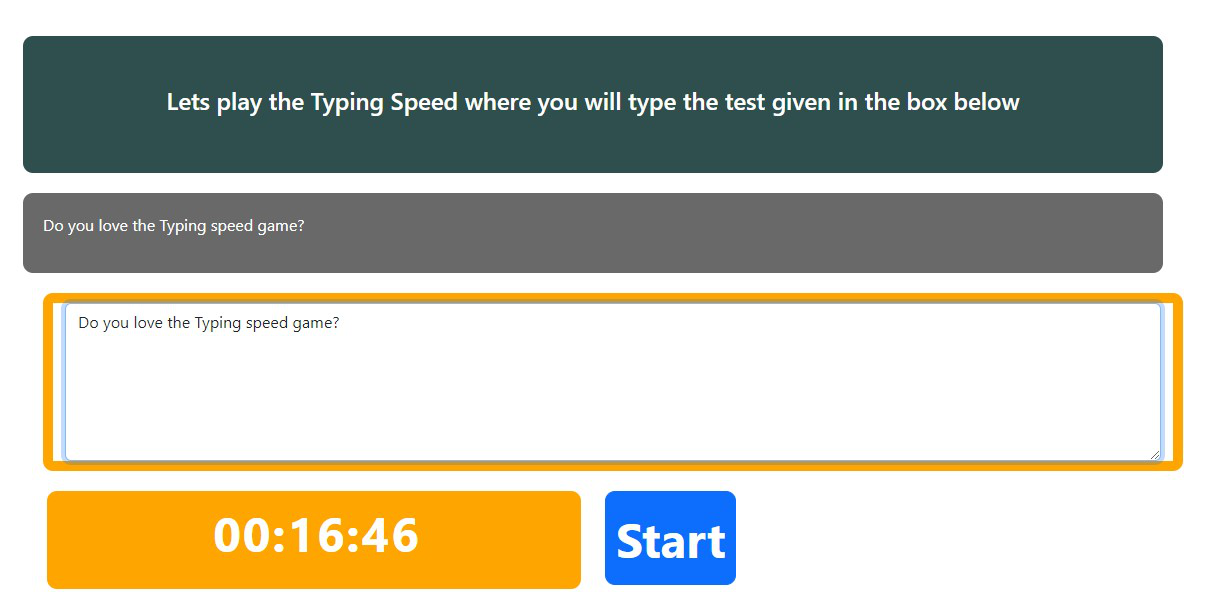 Lets play the Typing Speed where you will type the test given in the box below
Do you love the Typing speed game?
Do you love the Typing speed game?
00:16:46
Start